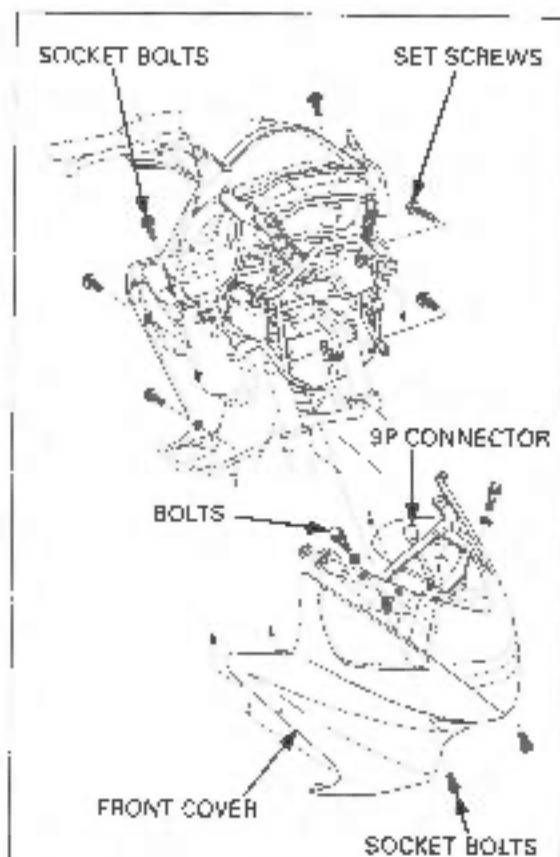 SOCKET BOLTS
SET SCREWS
9P CONNECTOR
BOLTS
FRONT COVER
SOCKET BOLTS